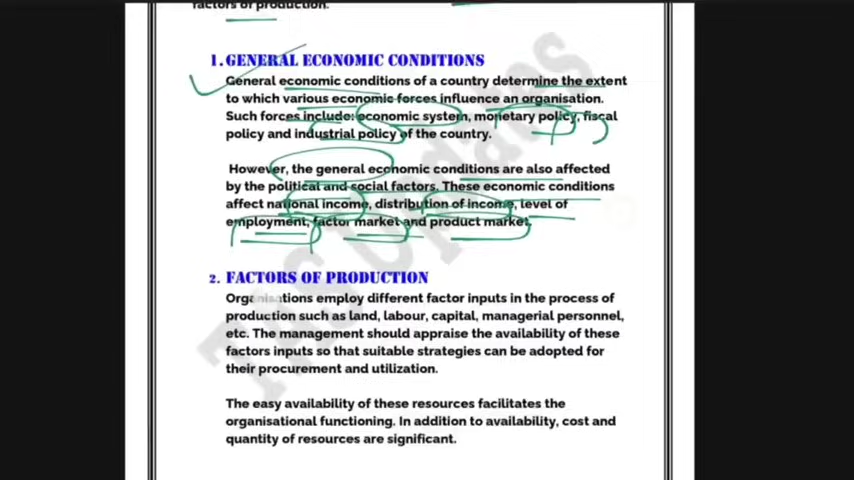 factors of production.
1. GENERAL ECONOMIC CONDITIONS
General economic conditions of a country determine the extent
to which various economic forces influence an organisation.
Such forces include: economic system, monetary policy, fiscal
policy and industrial policy of the country.
However, the general economic conditions are also affected
by the political and social factors. These economic conditions
affect national income, distribution of income, level of
employment, factor market and product market.
2. FACTORS OF PRODUCTION
Organisations employ different factor inputs in the process of
production such as land, labour, capital, managerial personnel,
etc. The management should appraise the availability of these
factors inputs so that suitable strategies can be adopted for
their procurement and utilization.
The easy availability of these resources facilitates the
organisational functioning. In addition to availability, cost and
quantity of resources are significant.